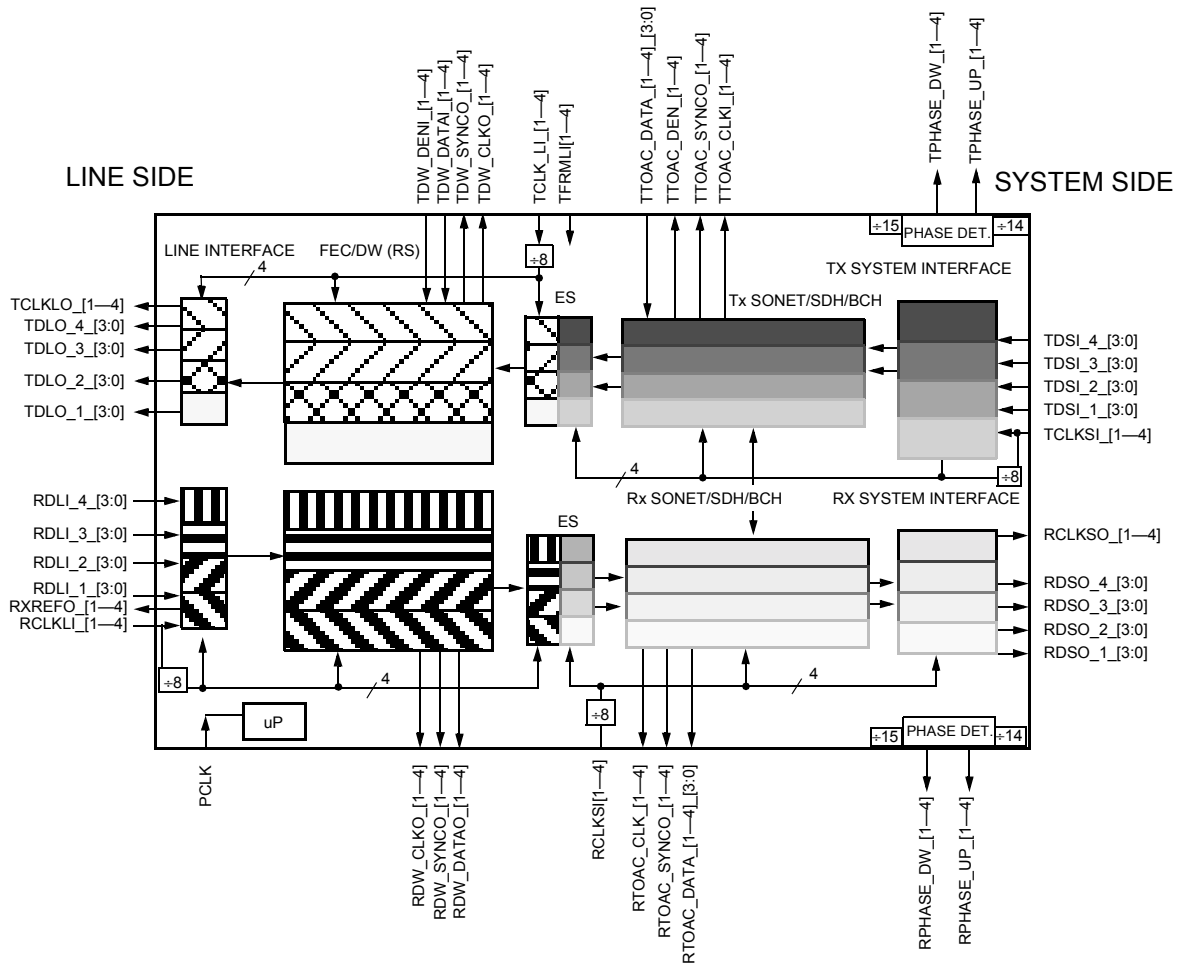 TDW_DENI_[1—4]
TDW_DATAI_[1—4]
TDW_SYNCO_[1—4]
TDW_CLKO_[1—4]
TCLK_LI_[1—4]
TFRMLI[1—4]
TTOAC_DATA_[1—4]_[3:0]
TTOAC_DEN_[1—4]
TTOAC_SYNCO_[1—4]
TTOAC_CLKI_[1—4]
TPHASE_DW_[1—4]
TPHASE_UP_[1—4]
LINE SIDE
SYSTEM SIDE
÷15
PHASE DET.
÷14
LINE INTERFACE
FEC/DW (RS)
÷8
TX SYSTEM INTERFACE
4
ES
Tx SONET/SDH/BCH
TCLKLO_[1—4]
TDLO_4_[3:0]
TDLO_3_[3:0]
TDLO_2_[3:0]
TDLO_1_[3:0]
TDSI_4_[3:0]
TDSI_3_[3:0]
TDSI_2_[3:0]
TDSI_1_[3:0]
TCLKSI_[1—4]
4
÷8
Rx SONET/SDH/BCH
RX SYSTEM INTERFACE
ES
RDLI_4_[3:0]
RDLI_3_[3:0]
RDLI_2_[3:0]
RDLI_1_[3:0]
RXREFO_[1—4]
RCLKLI_[1—4]
RCLKSO_[1—4]
RDSO_4_[3:0]
RDSO_3_[3:0]
RDSO_2_[3:0]
RDSO_1_[3:0]
÷8
4
4
÷8
uP
÷15
PHASE DET.
÷14
PCLK
RDW_CLKO_[1—4]
RDW_SYNCO_[1—4]
RDW_DATAO_[1—4]
RCLKSI[1—4]
RTOAC_CLK_[1—4]
RTOAC_SYNCO_[1—4]
RTOAC_DATA_[1—4]_[3:0]
RPHASE_DW_[1—4]
RPHASE_UP_[1—4]